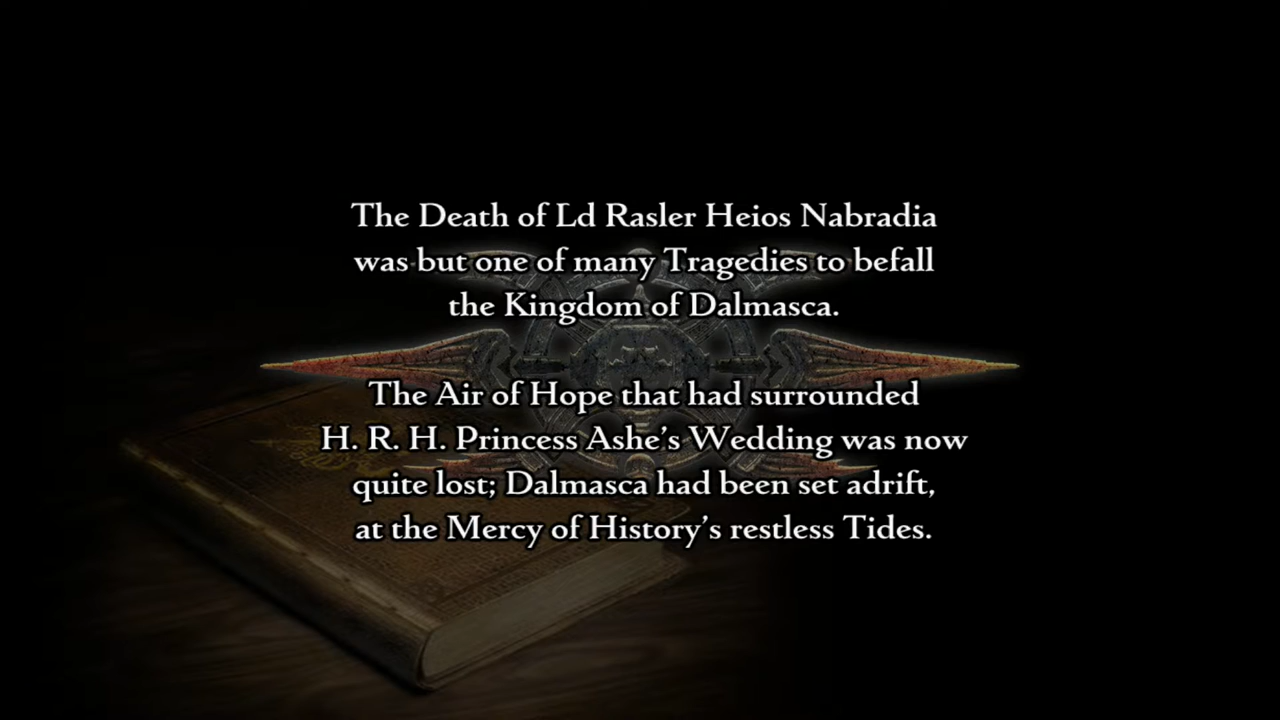 The Death of Ld Rasler Heios Nabradia
was but one of many Tragedies to befall
the Kingdom of Dalmasca.
The Air of Hope that had surrounded
H. R. H. Princess Ashe's Wedding was now
quite lost; Dalmasca had been set adrift,
at the Mercy of History's restless Tides.